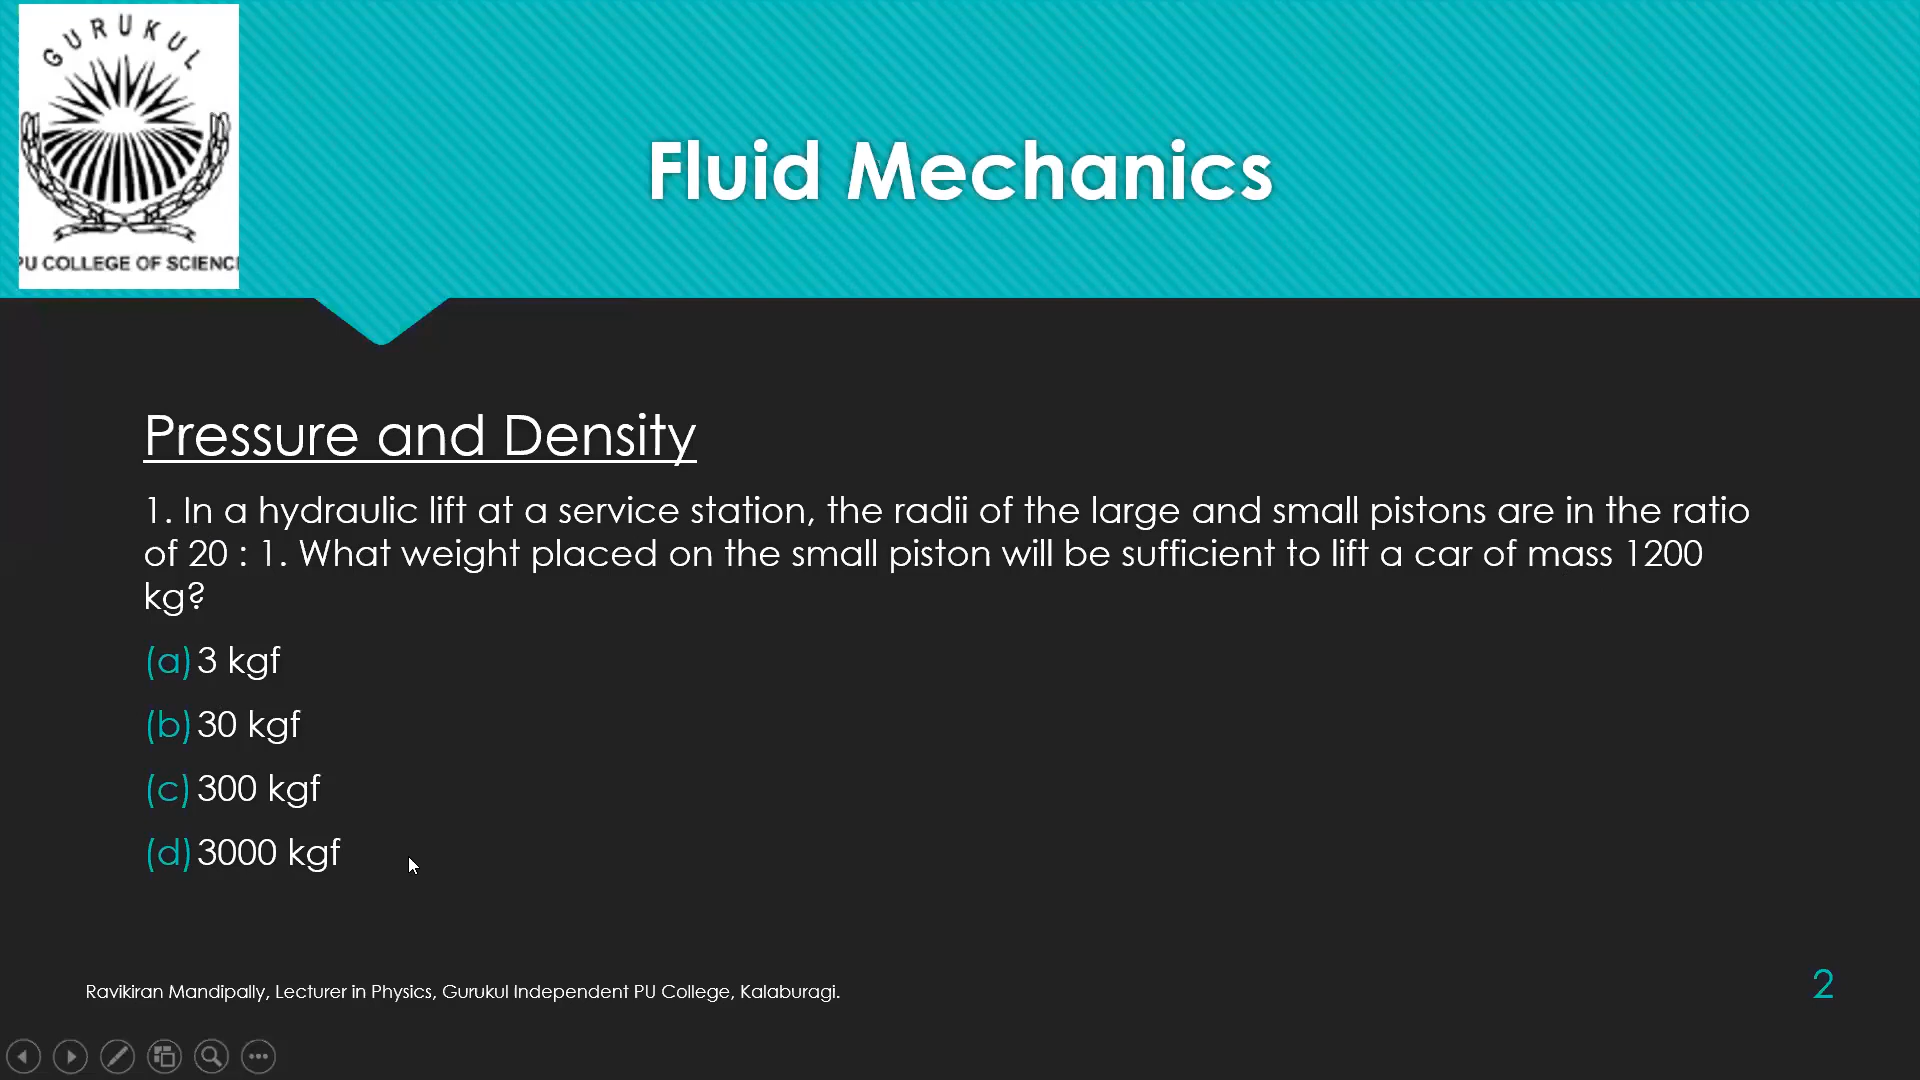 GURUKUL
PU COLLEGE OF SCIENC
Fluid Mechanics
Pressure and Density
1. In a hydraulic lift at a service station, the radii of the large and small pistons are in the ratio
of 20 : 1. What weight placed on the small piston will be sufficient to lift a car of mass 1200
kg?
(a) 3 kgf
(b) 30 kgf
(c) 300 kgf
(d) 3000 kgf
Ravikiran Mandipally, Lecturer in Physics, Gurukul Independent PU College, Kalaburagi.
2